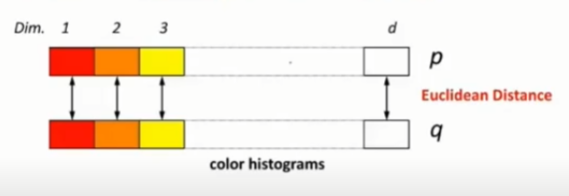 Dim. 1 2 3 d
p
Euclidean Distance
q
color histograms